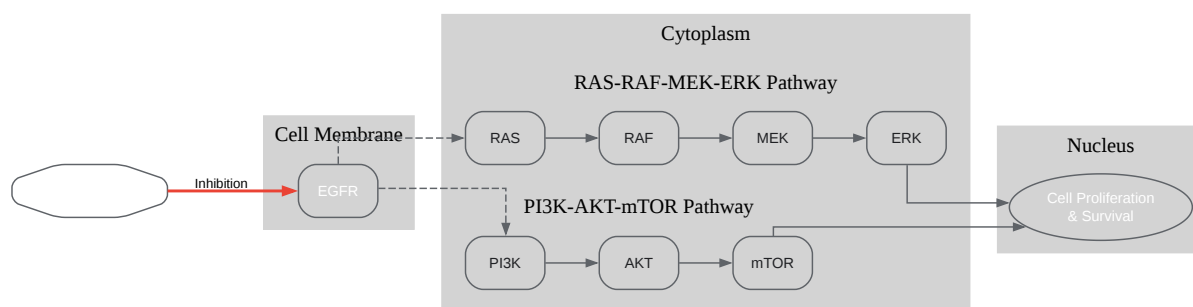 Cytoplasm
RAS-RAF-MEK-ERK Pathway
Cell Membrane
RAS
RAF
MEK
ERK
Nucleus
Inhibition
EGFR
Cell Proliferation
& Survival
PI3K-AKT-mTOR Pathway
PI3K
AKT
mTOR